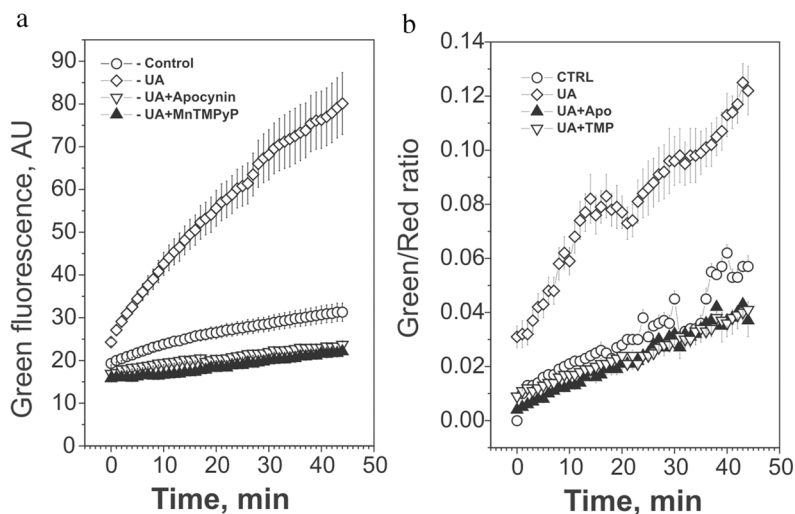 a
Green fluorescence, AU
90
80
70
60
50
40
30
20
10
0
- Control
- UA
- UA+Apocynin
- UA+MnTMPyP
0 10 20 30 40 50
Time, min
b
Green/Red ratio
0.14
0.12
0.10
0.08
0.06
0.04
0.02
0.00
CTRL
UA
UA+Apo
UA+TMP
0 10 20 30 40 50
Time, min